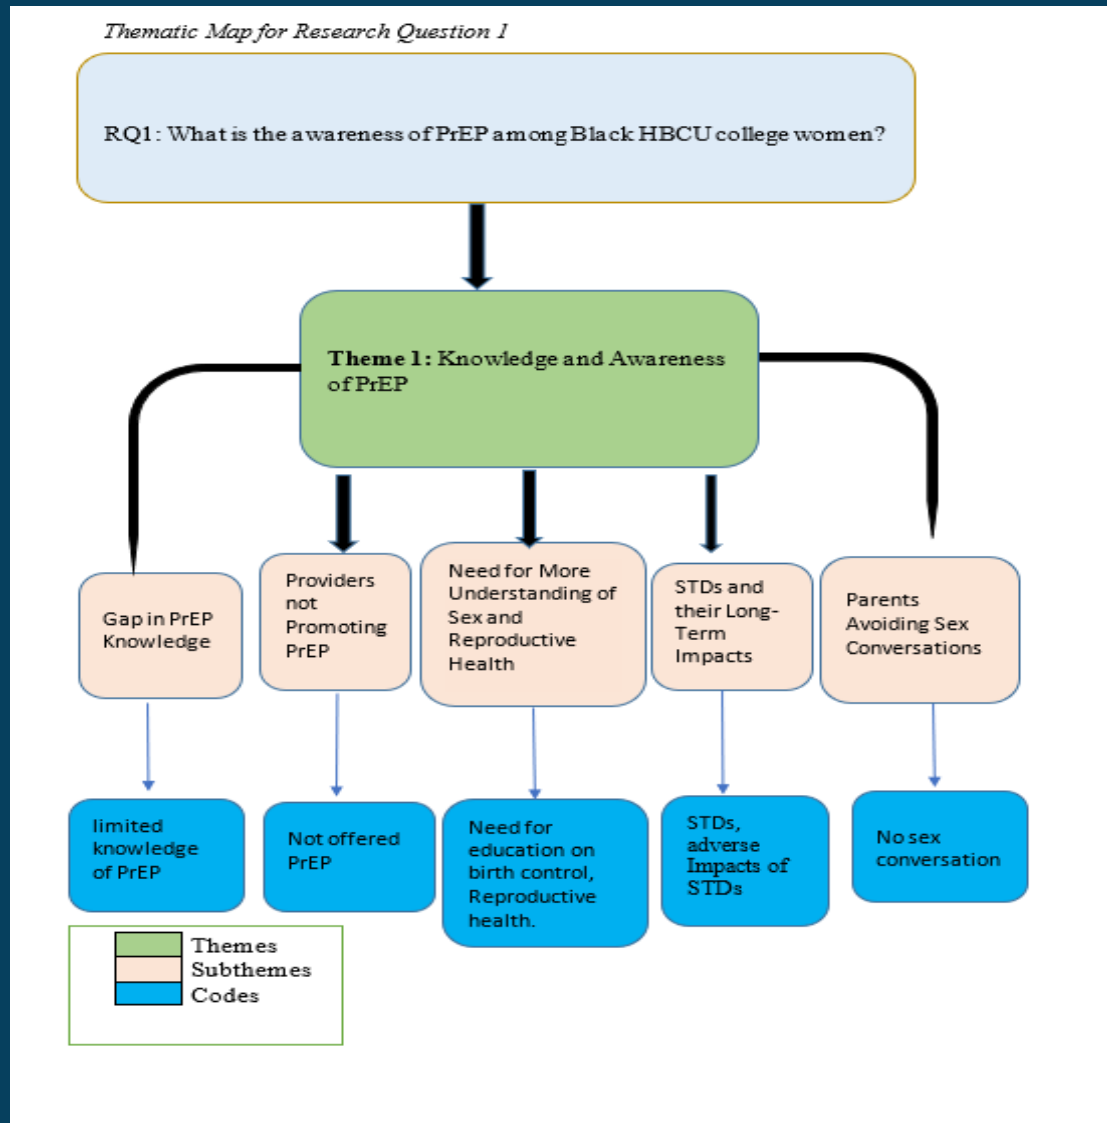 Thematic Map for Research Question 1
RQ1: What is the awareness of PrEP among Black HBCU college women?
Theme 1: Knowledge and Awareness
of PrEP
Gap in PrEP
Knowledge
Providers
not
Promoting
PrEP
Need for More
Understanding of
Sex and
Reproductive
Health
STDs and
their Long-
Term
Impacts
Parents
Avoiding Sex
Conversations
limited
knowledge
of PrEP
Not offered
PrEP
Need for
education on
birth control,
Reproductive
health.
STDs,
adverse
Impacts of
STDs
No sex
conversation
Themes
Subthemes
Codes